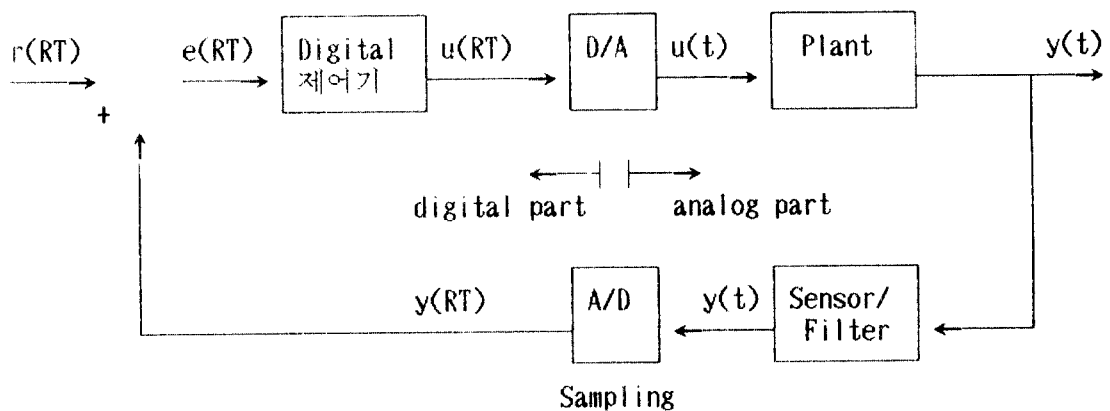 r(RT)
+
e(RT)
Digital
제어기
u(RT)
D/A
u(t)
Plant
y(t)
digital part
analog part
y(RT)
A/D
y(t)
Sensor/
Filter
Sampling